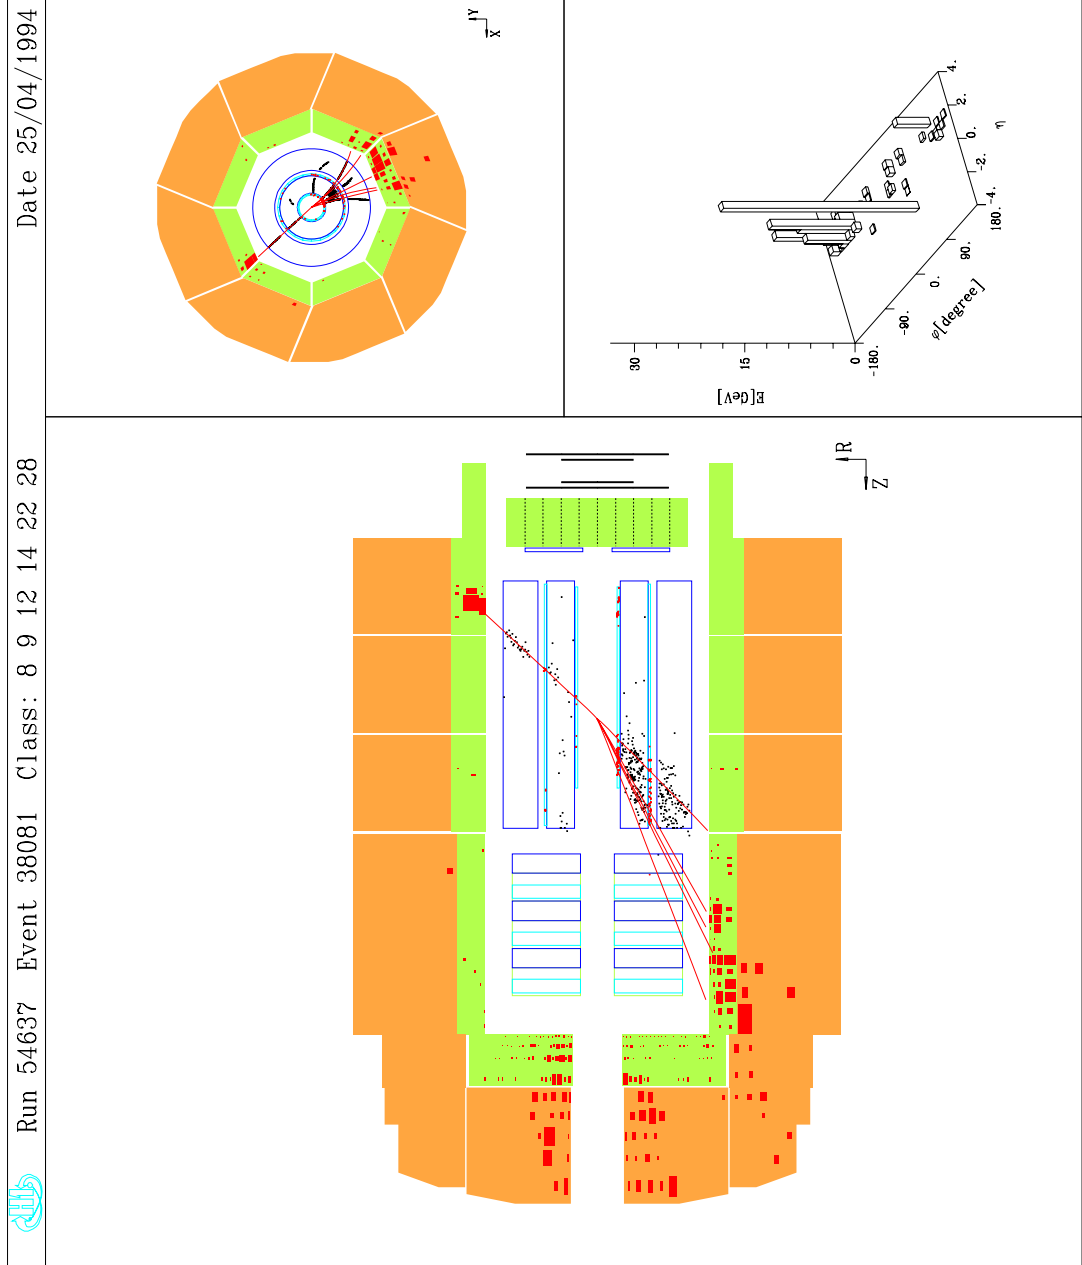 Run 54637 Event 38081 Class: 8 9 12 14 22 28 Date 25/04/1994
H1
Y
X
E[GeV]
30
15
0
-180.
-90.
0.
90.
180.
φ[degree]
-4.
-2.
0.
2.
4.
η
R
Z